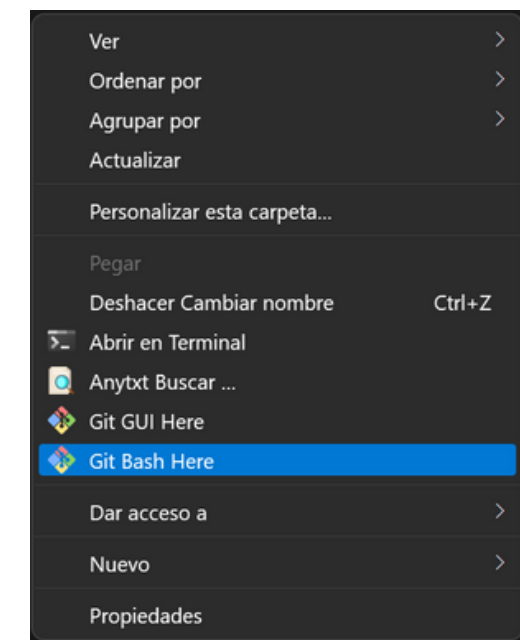 Ver
Ordenar por
Agrupar por
Actualizar
Personalizar esta carpeta...
Pegar
Deshacer Cambiar nombre Ctrl+Z
Abrir en Terminal
Anytxt Buscar ...
Git GUI Here
Git Bash Here
Dar acceso a
Nuevo
Propiedades